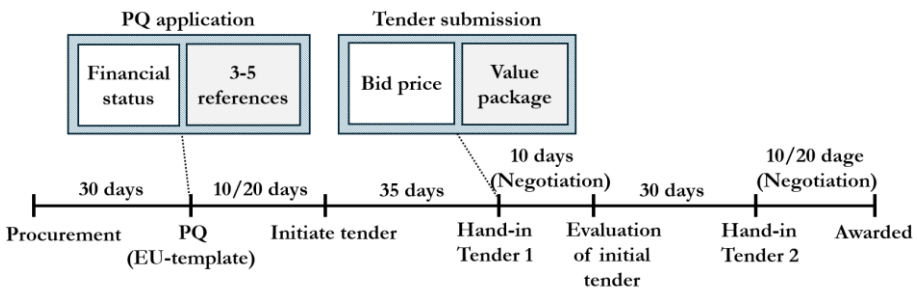 PQ application
Tender submission
Financial
status
3-5
references
Bid price
Value
package
30 days
10/20 days
35 days
10 days
(Negotiation)
30 days
10/20 dage
(Negotiation)
Procurement
PQ
(EU-template)
Initiate tender
Hand-in
Tender 1
Evaluation
of initial
tender
Hand-in
Tender 2
Awarded